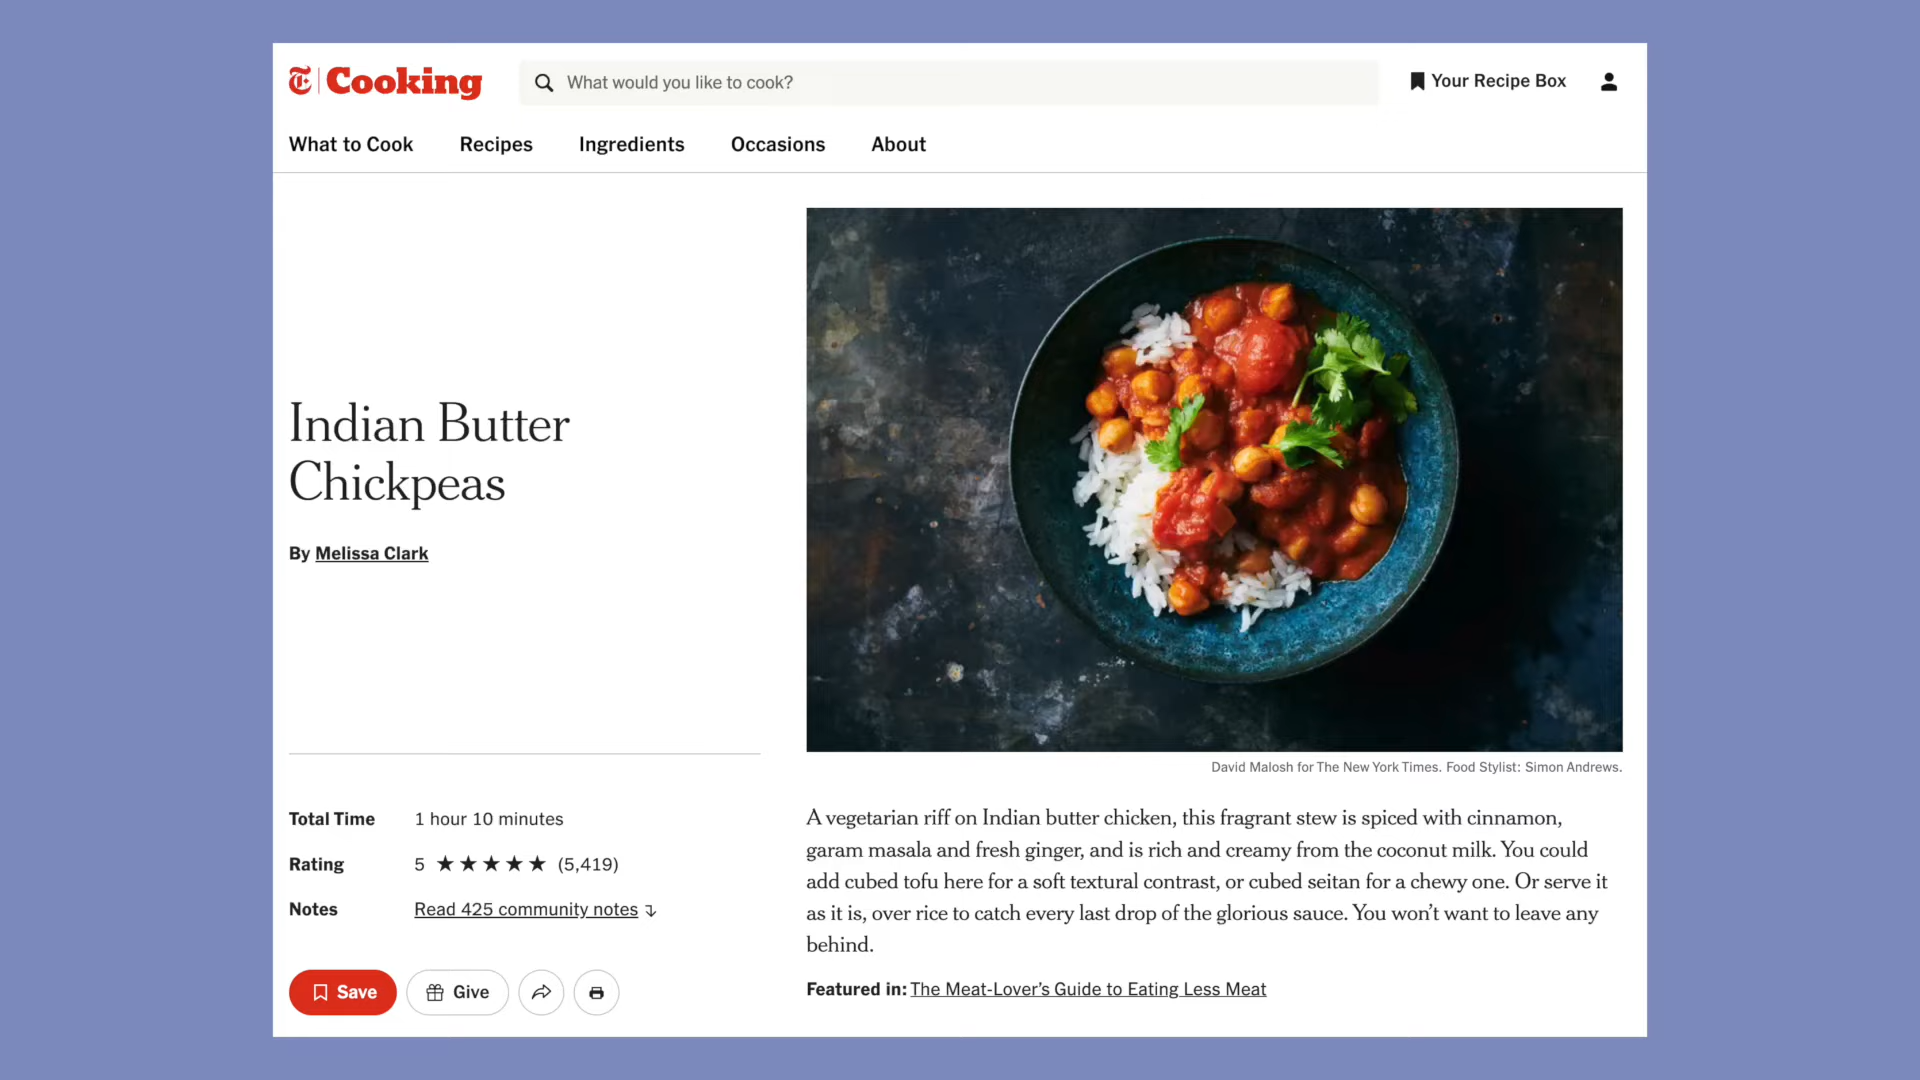 T Cooking
What would you like to cook?
Your Recipe Box
What to Cook
Recipes
Ingredients
Occasions
About
Indian Butter
Chickpeas
By Melissa Clark
David Malosh for The New York Times. Food Stylist: Simon Andrews.
Total Time 1 hour 10 minutes
Rating 5 ★★★★★ (5,419)
Notes Read 425 community notes
Save
Give
A vegetarian riff on Indian butter chicken, this fragrant stew is spiced with cinnamon,
garam masala and fresh ginger, and is rich and creamy from the coconut milk. You could
add cubed tofu here for a soft textural contrast, or cubed seitan for a chewy one. Or serve it
as it is, over rice to catch every last drop of the glorious sauce. You won’t want to leave any
behind.
Featured in: The Meat-Lover’s Guide to Eating Less Meat